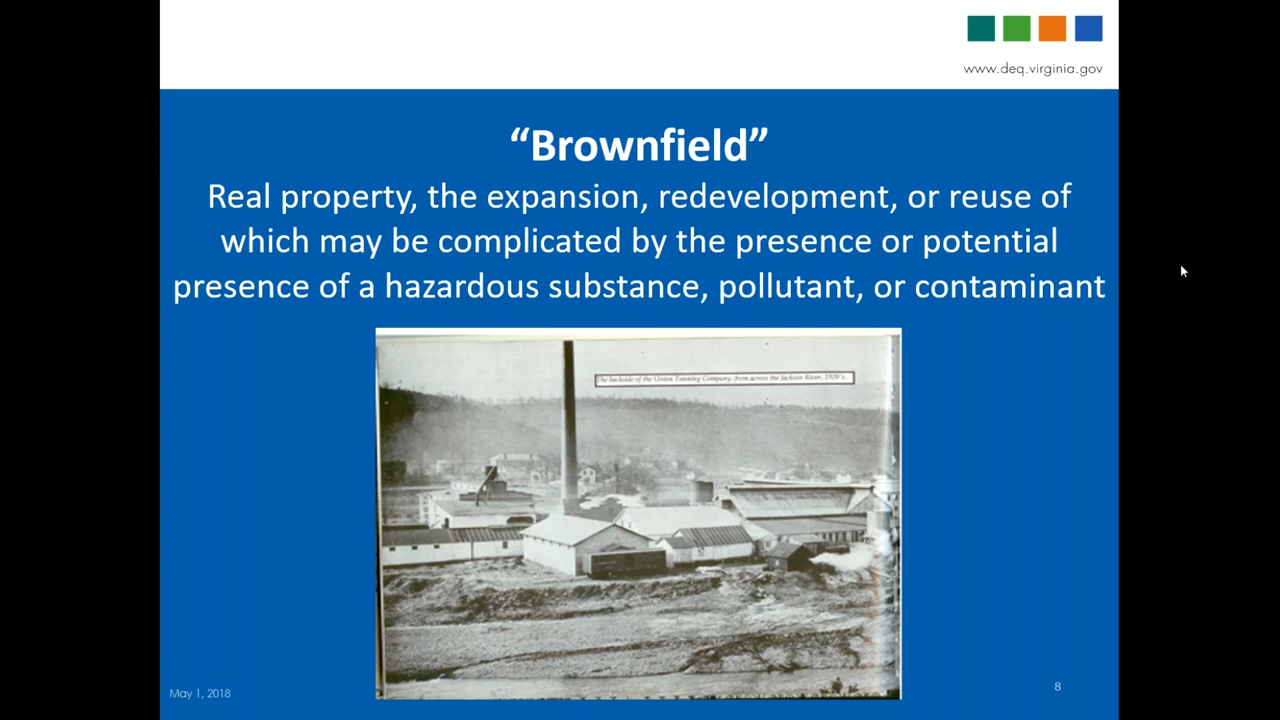 www.deq.virginia.gov
“Brownfield”
Real property, the expansion, redevelopment, or reuse of
which may be complicated by the presence or potential
presence of a hazardous substance, pollutant, or contaminant
The backside of the Union Tanning Company, from across the Jackson River, 1920's.
May 1, 2018
8